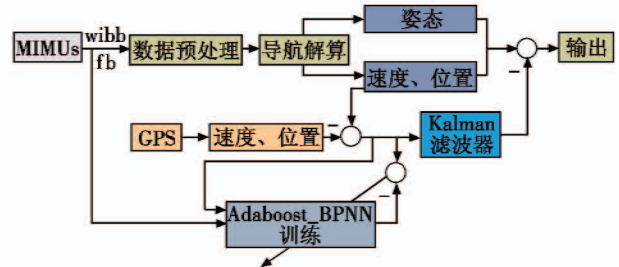 姿态
MIMUs
wibb
fb
数据预处理
导航解算
输出
速度、位置
GPS
速度、位置
Kalman
滤波器
Adaboost_BPNN
训练